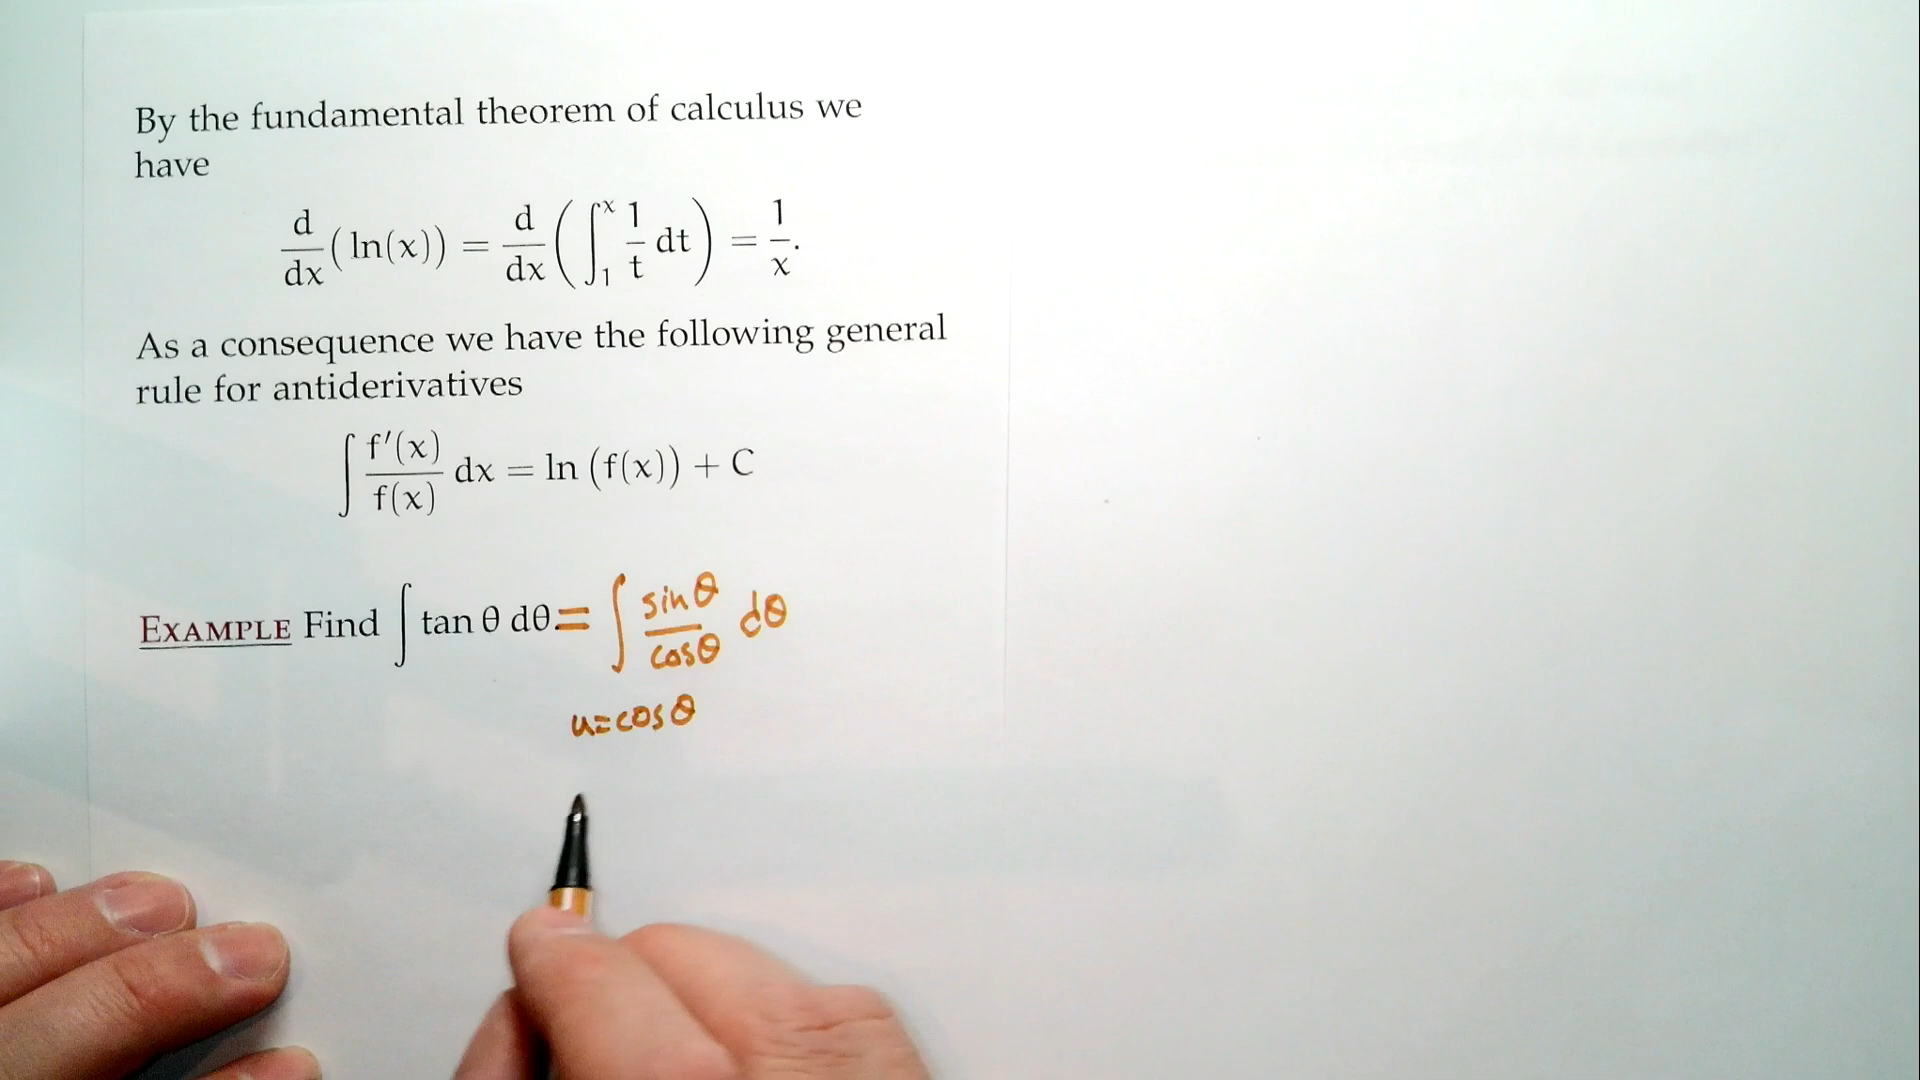 By the fundamental theorem of calculus we
have
d/dx (ln(x)) = d/dx (∫₁ˣ 1/t dt) = 1/x.
As a consequence we have the following general
rule for antiderivatives
∫ f′(x)/f(x) dx = ln (f(x)) + C
EXAMPLE Find ∫ tan θ dθ = ∫ sinθ/cosθ dθ
u=cosθ